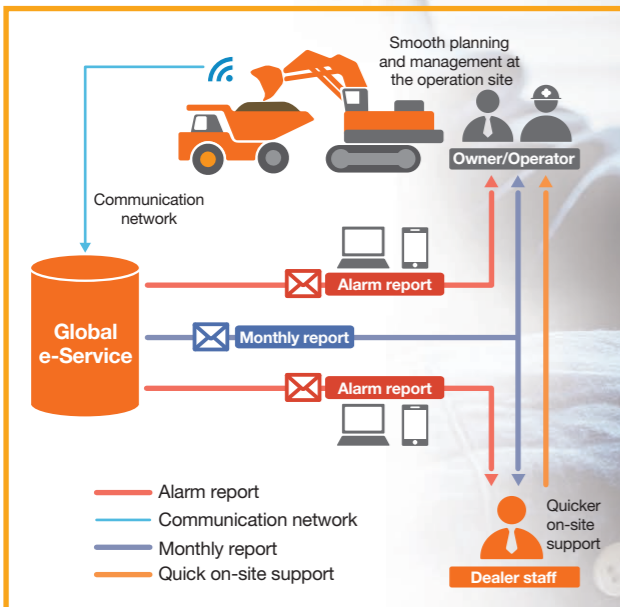 Smooth planning
and management at
the operation site
Owner/Operator
Communication
network
Alarm report
Global
e-Service
Monthly report
Alarm report
Alarm report
Communication network
Monthly report
Quick on-site support
Quicker
on-site
support
Dealer staff